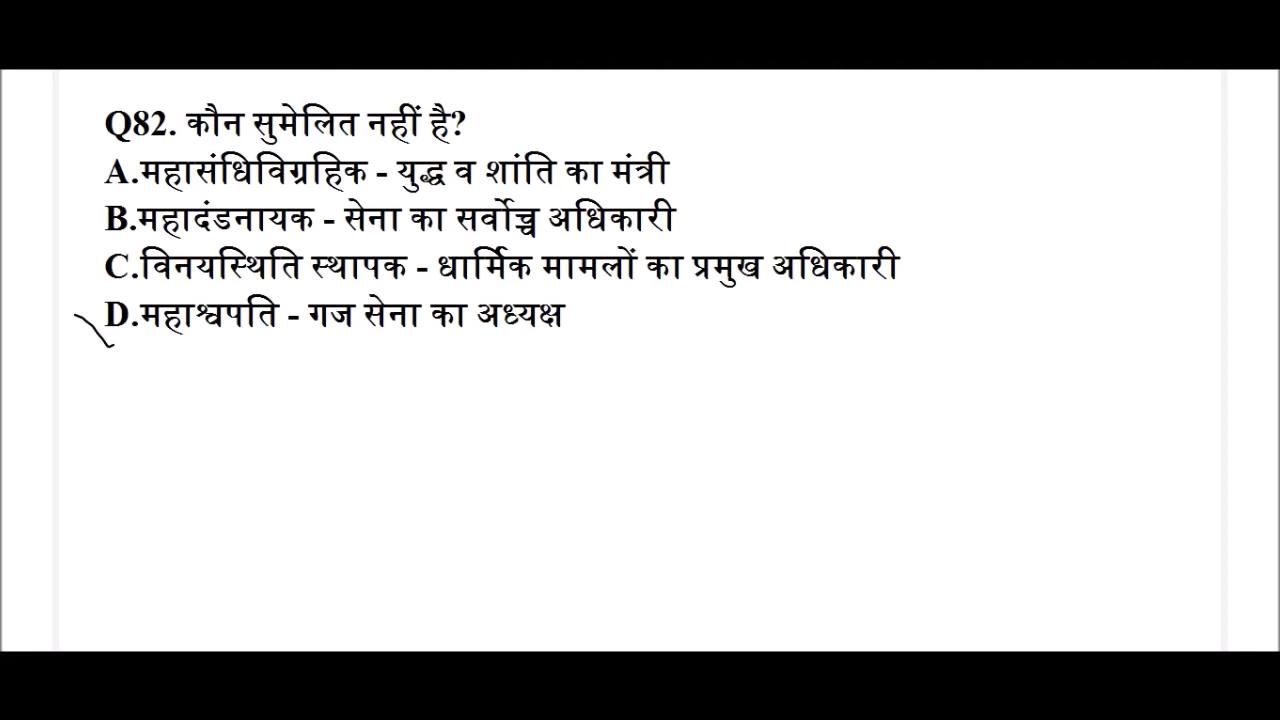 Q82. कौन सुमेलित नहीं है?
A.महासंधिविग्रहिक - युद्ध व शांति का मंत्री
B.महादंडनायक - सेना का सर्वोच्च अधिकारी
C.विनयस्थिति स्थापक - धार्मिक मामलों का प्रमुख अधिकारी
D.महाश्वपति - गज सेना का अध्यक्ष